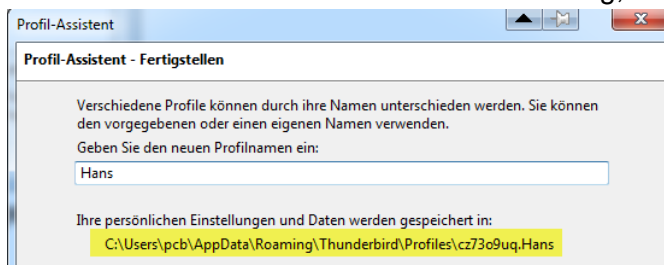 Profil-Assistent
Profil-Assistent - Fertigstellen
Verschiedene Profile können durch ihre Namen unterschieden werden. Sie können
den vorgegebenen oder einen eigenen Namen verwenden.
Geben Sie den neuen Profilnamen ein:
Hans
Ihre persönlichen Einstellungen und Daten werden gespeichert in:
C:\Users\pcb\AppData\Roaming\Thunderbird\Profiles\cz73o9uq.Hans